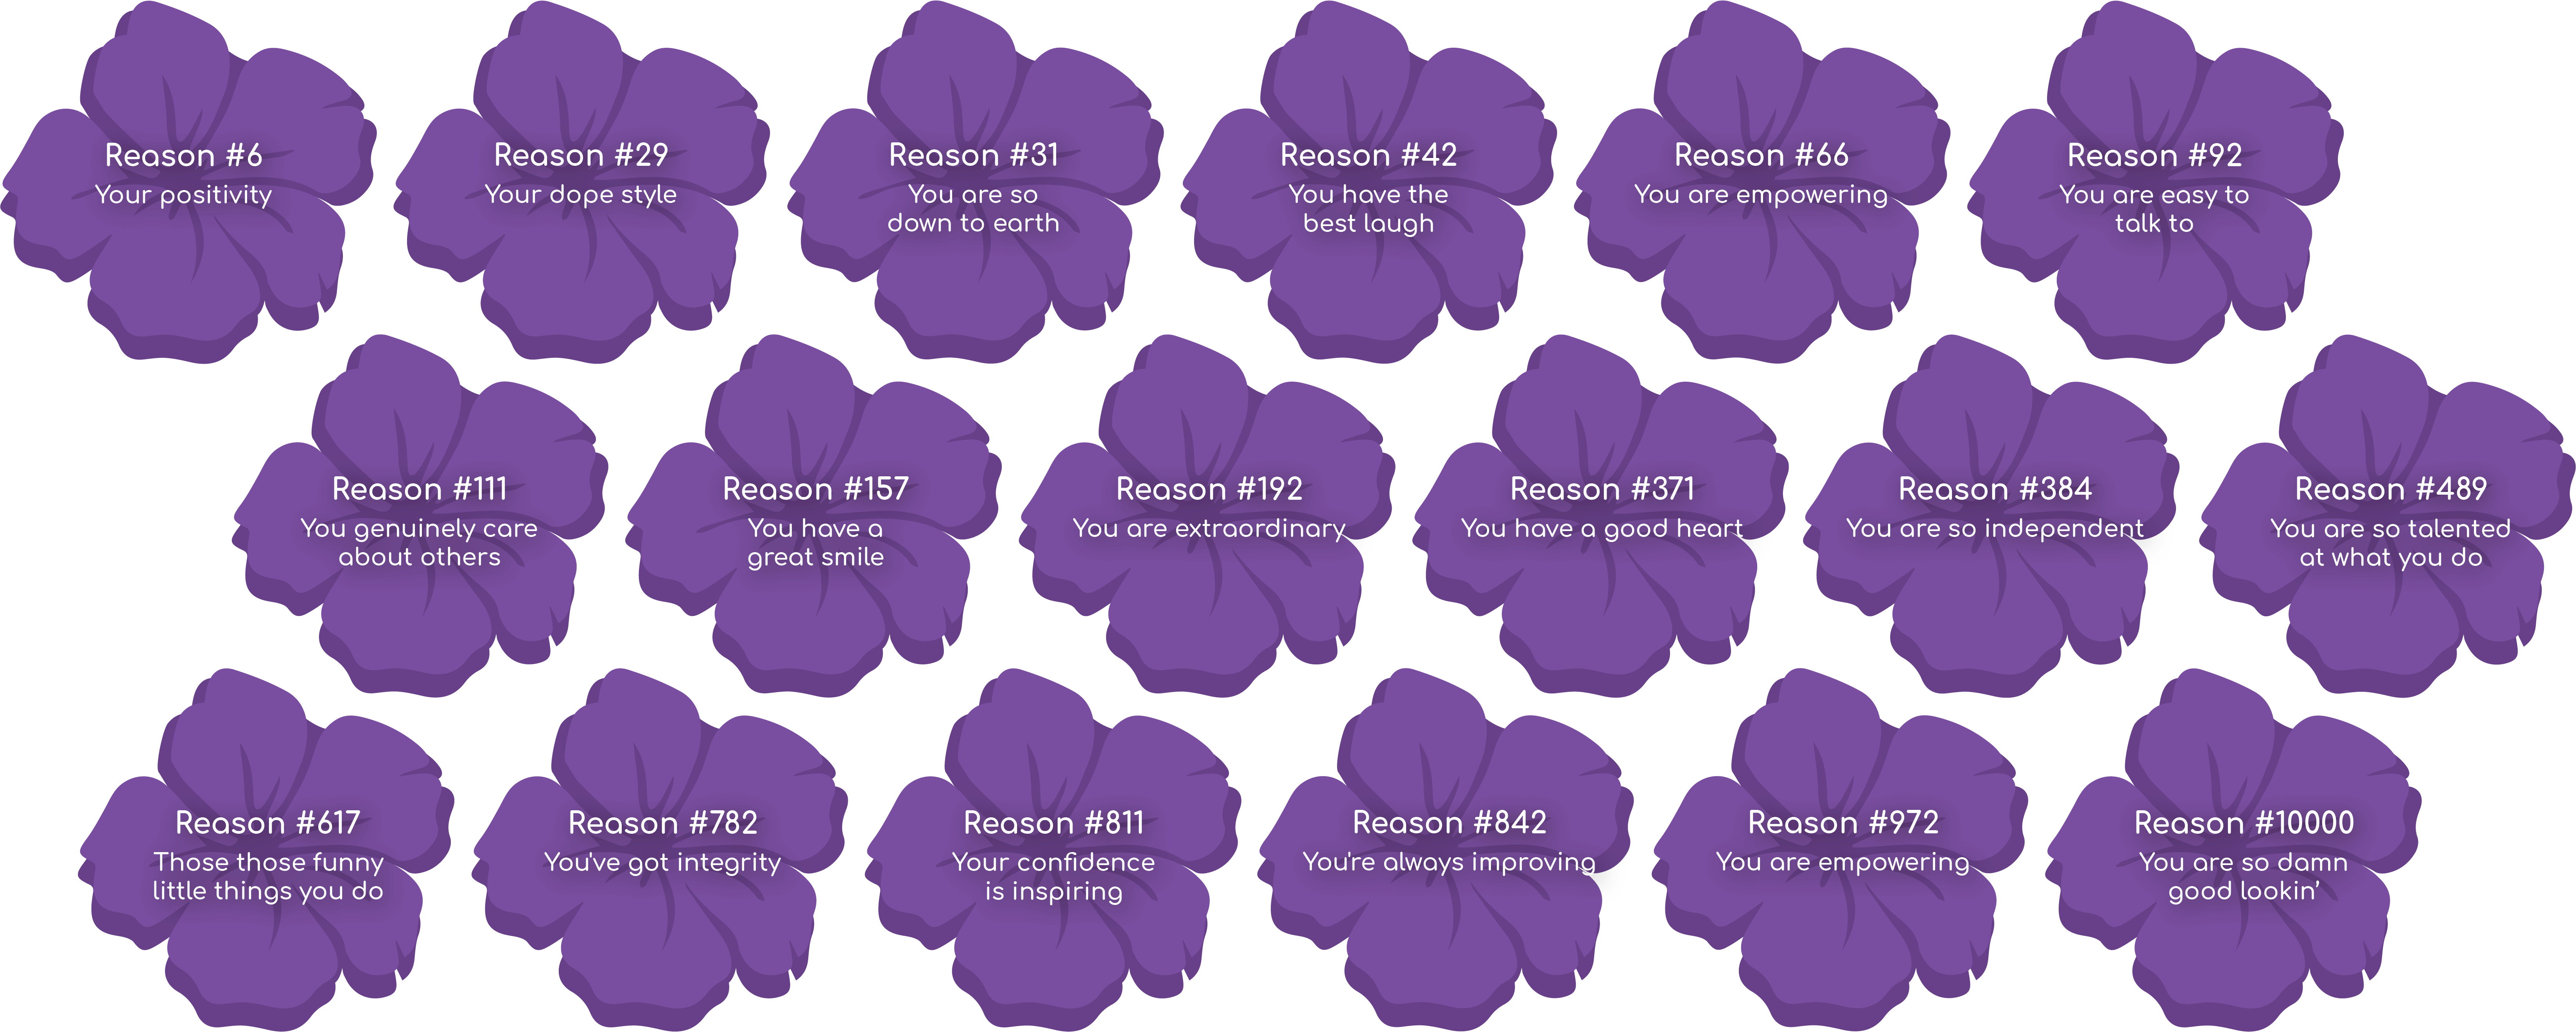 Reason #6
Your positivity
Reason #29
Your dope style
Reason #31
You are so
down to earth
Reason #42
You have the
best laugh
Reason #66
You are empowering
Reason #92
You are easy to
talk to
Reason #111
You genuinely care
about others
Reason #157
You have a
great smile
Reason #192
You are extraordinary
Reason #371
You have a good heart
Reason #384
You are so independent
Reason #489
You are so talented
at what you do
Reason #617
Those those funny
little things you do
Reason #782
You've got integrity
Reason #811
Your confidence
is inspiring
Reason #842
You're always improving
Reason #972
You are empowering
Reason #10000
You are so damn
good lookin’